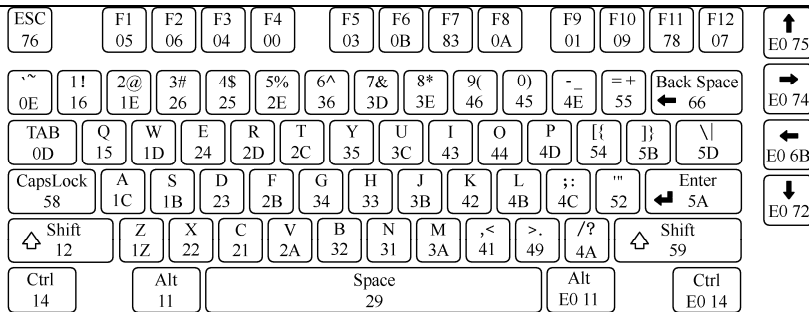 ESC F1 F2 F3 F4 F5 F6 F7 F8 F9 F10 F11 F12
76 05 06 04 00 03 0B 83 0A 01 09 78 07 E0 75
`~ 1! 2@ 3# 4$ 5% 6^ 7& 8* 9( 0) -_ =+ Back Space
0E 16 1E 26 25 2E 36 3D 3E 46 45 4E 55 66 E0 74
TAB Q W E R T Y U I O P [{ ]} \|
0D 15 1D 24 2D 2C 35 3C 43 44 4D 54 5B 5D E0 6B
CapsLock A S D F G H J K L ;: '" Enter
58 1C 1B 23 2B 34 33 3B 42 4B 4C 52 5A E0 72
Shift Z X C V B N M ,< >. /? Shift
12 1Z 22 21 2A 32 31 3A 41 49 4A 59
Ctrl Alt Space Alt Ctrl
14 11 29 E0 11 E0 14